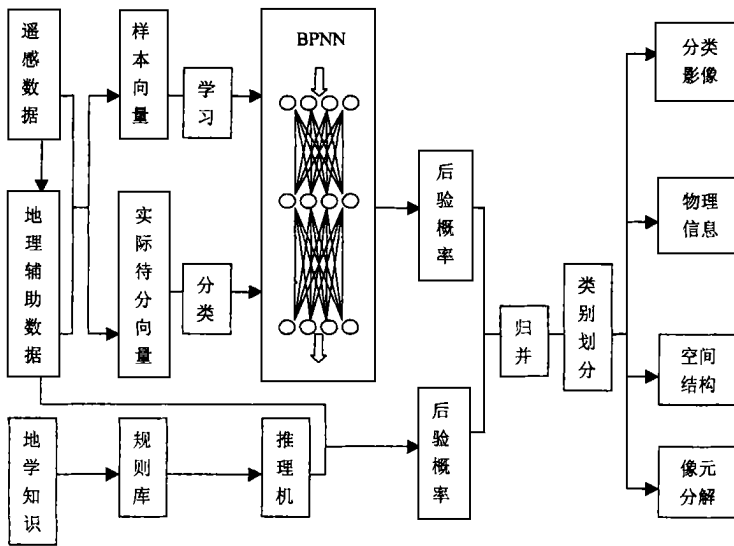 遥感数据
样本向量
学习
BPNN
分类影像
地理辅助数据
实际待分向量
分类
后验概率
物理信息
归并
类别划分
空间结构
地学知识
规则库
推理机
后验概率
像元分解